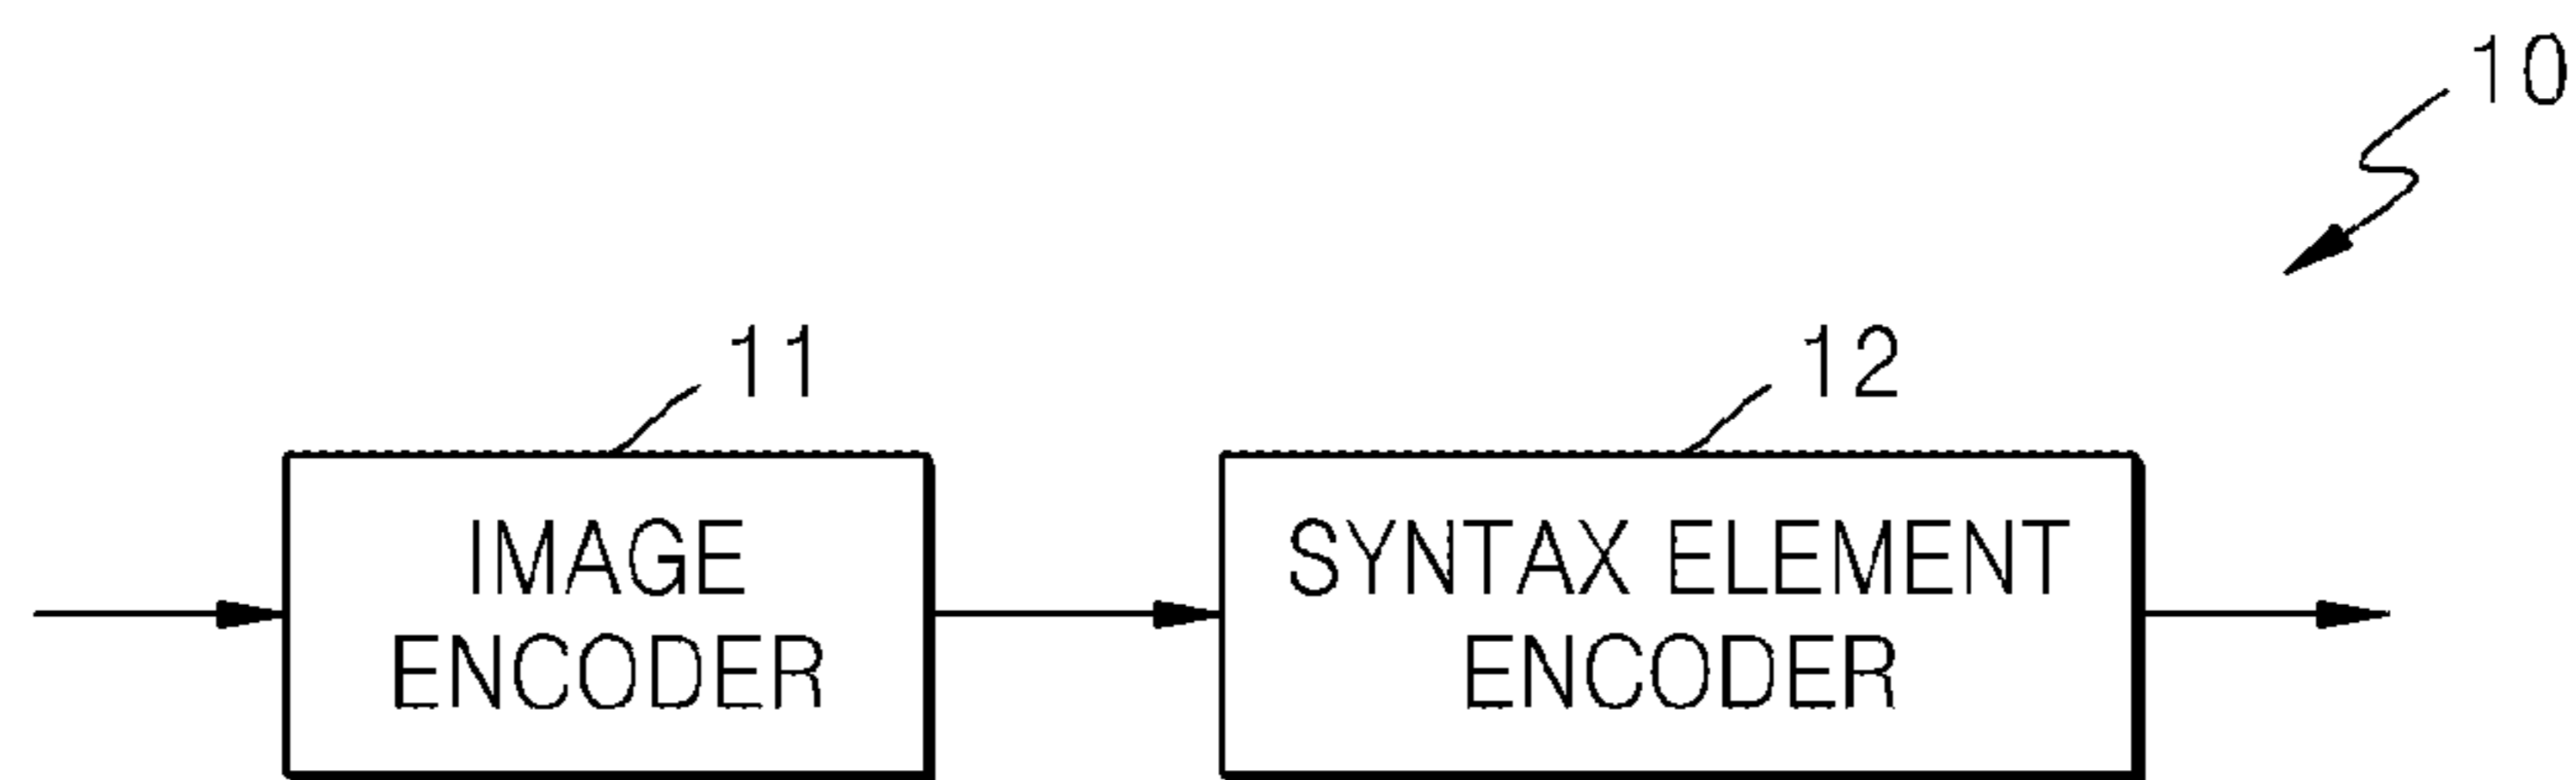 10
11
12
IMAGE
ENCODER
SYNTAX ELEMENT
ENCODER